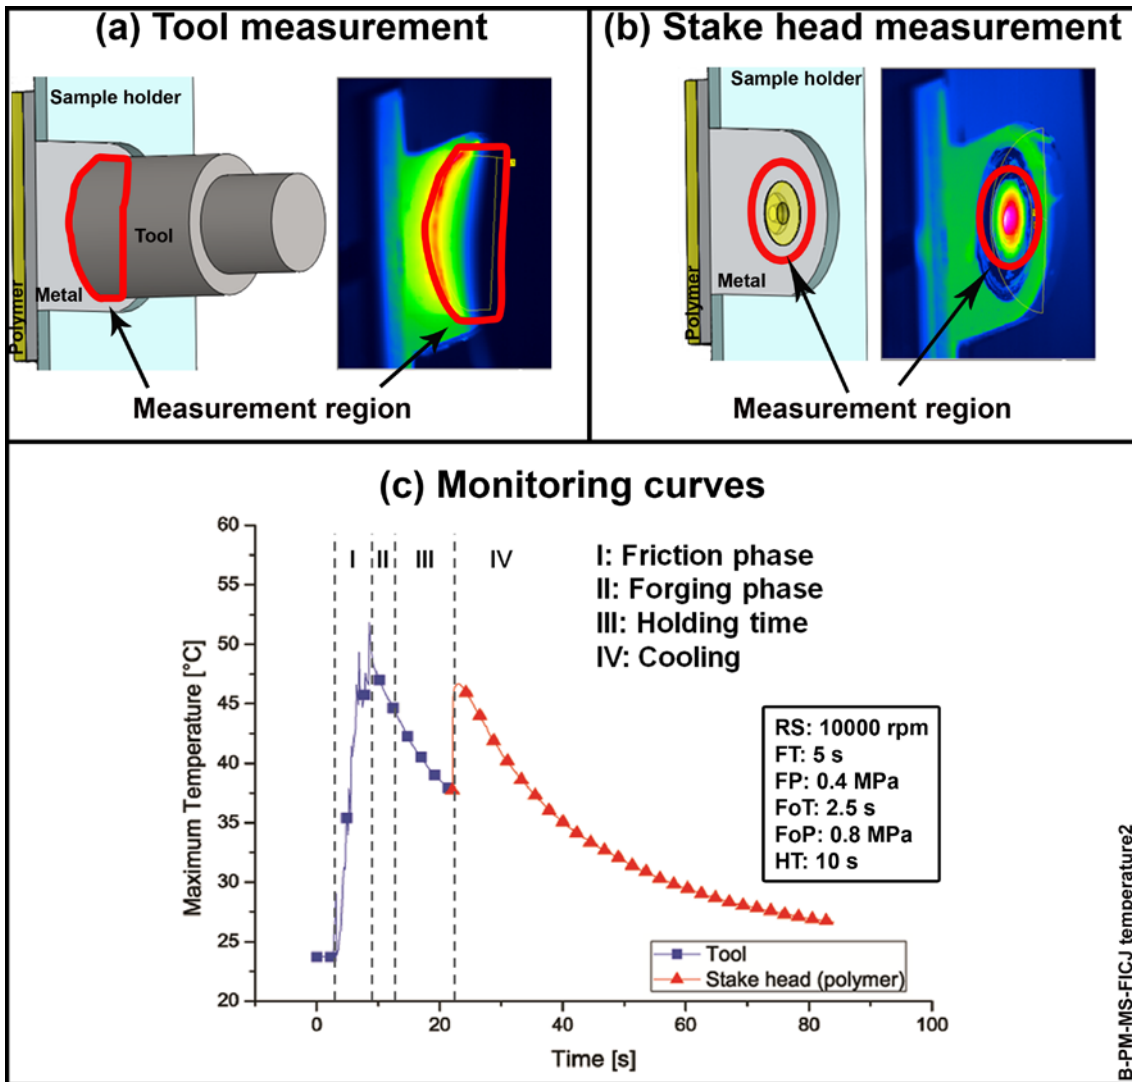 (a) Tool measurement
Sample holder
Tool
Metal
Polymer
Measurement region
(b) Stake head measurement
Sample holder
Metal
Polymer
Measurement region
(c) Monitoring curves
60
55
50
45
40
35
30
25
20
Maximum Temperature [°C]
I
II
III
IV
I: Friction phase
II: Forging phase
III: Holding time
IV: Cooling
RS: 10000 rpm
FT: 5 s
FP: 0.4 MPa
FoT: 2.5 s
FoP: 0.8 MPa
HT: 10 s
Tool
Stake head (polymer)
0 20 40 60 80 100
Time [s]
B-PM-MS-FICJ temperature2